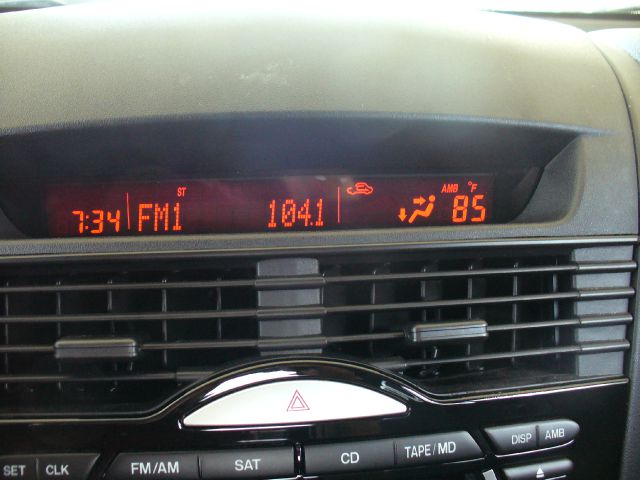 ST AMB °F
7:34 FM1 104.1 85
SET CLK FM/AM SAT CD TAPE/MD DISP AMB